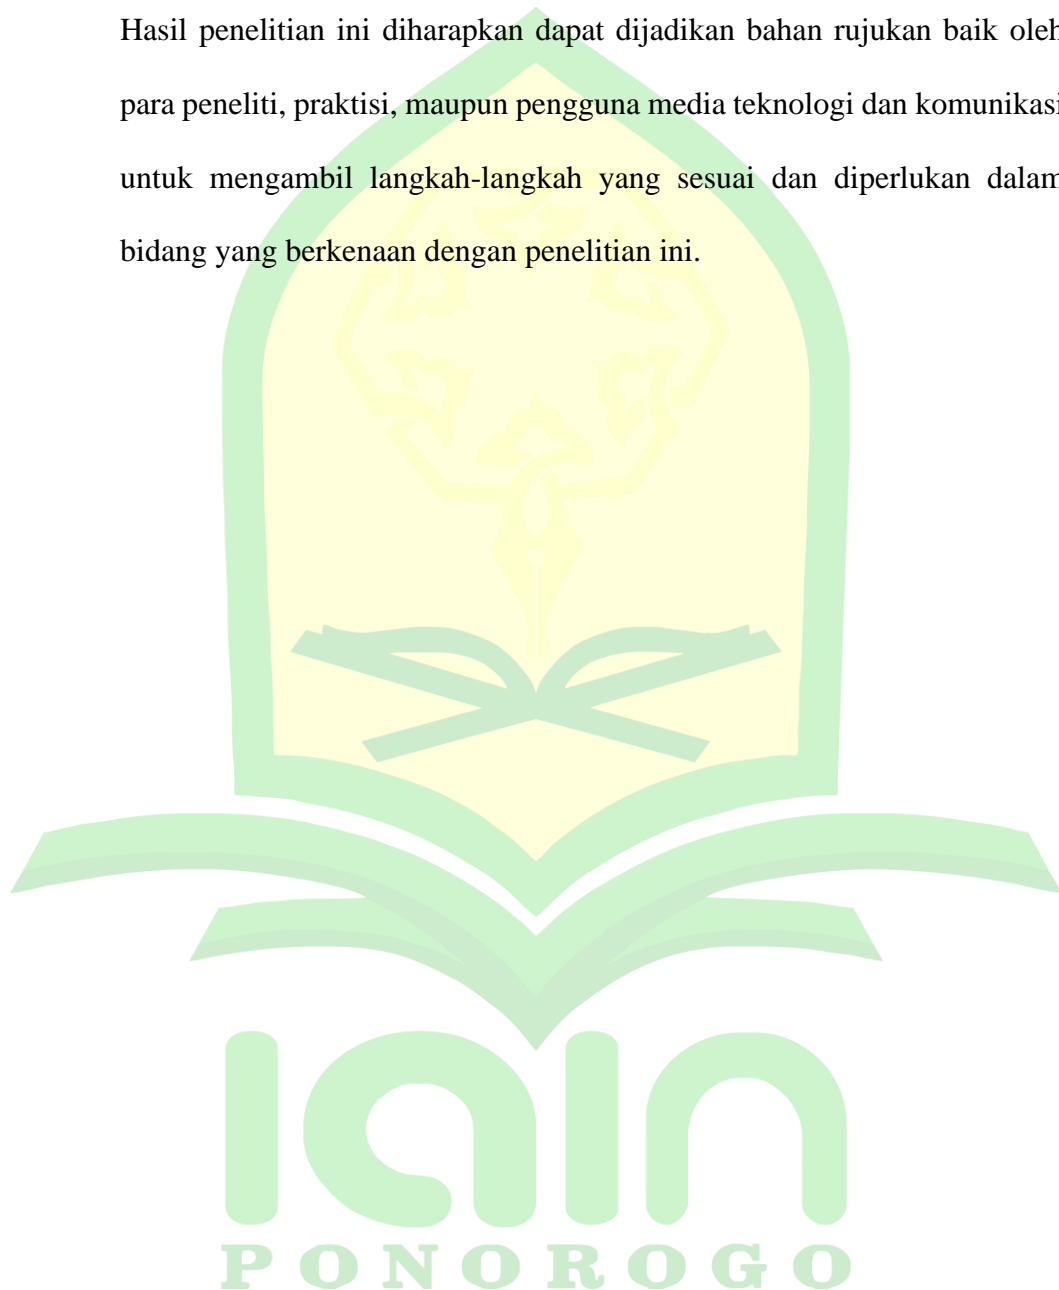 Hasil penelitian ini diharapkan dapat dijadikan bahan rujukan baik oleh
para peneliti, praktisi, maupun pengguna media teknologi dan komunikasi
untuk mengambil langkah-langkah yang sesuai dan diperlukan dalam
bidang yang berkenaan dengan penelitian ini.
iain
PONOROGO